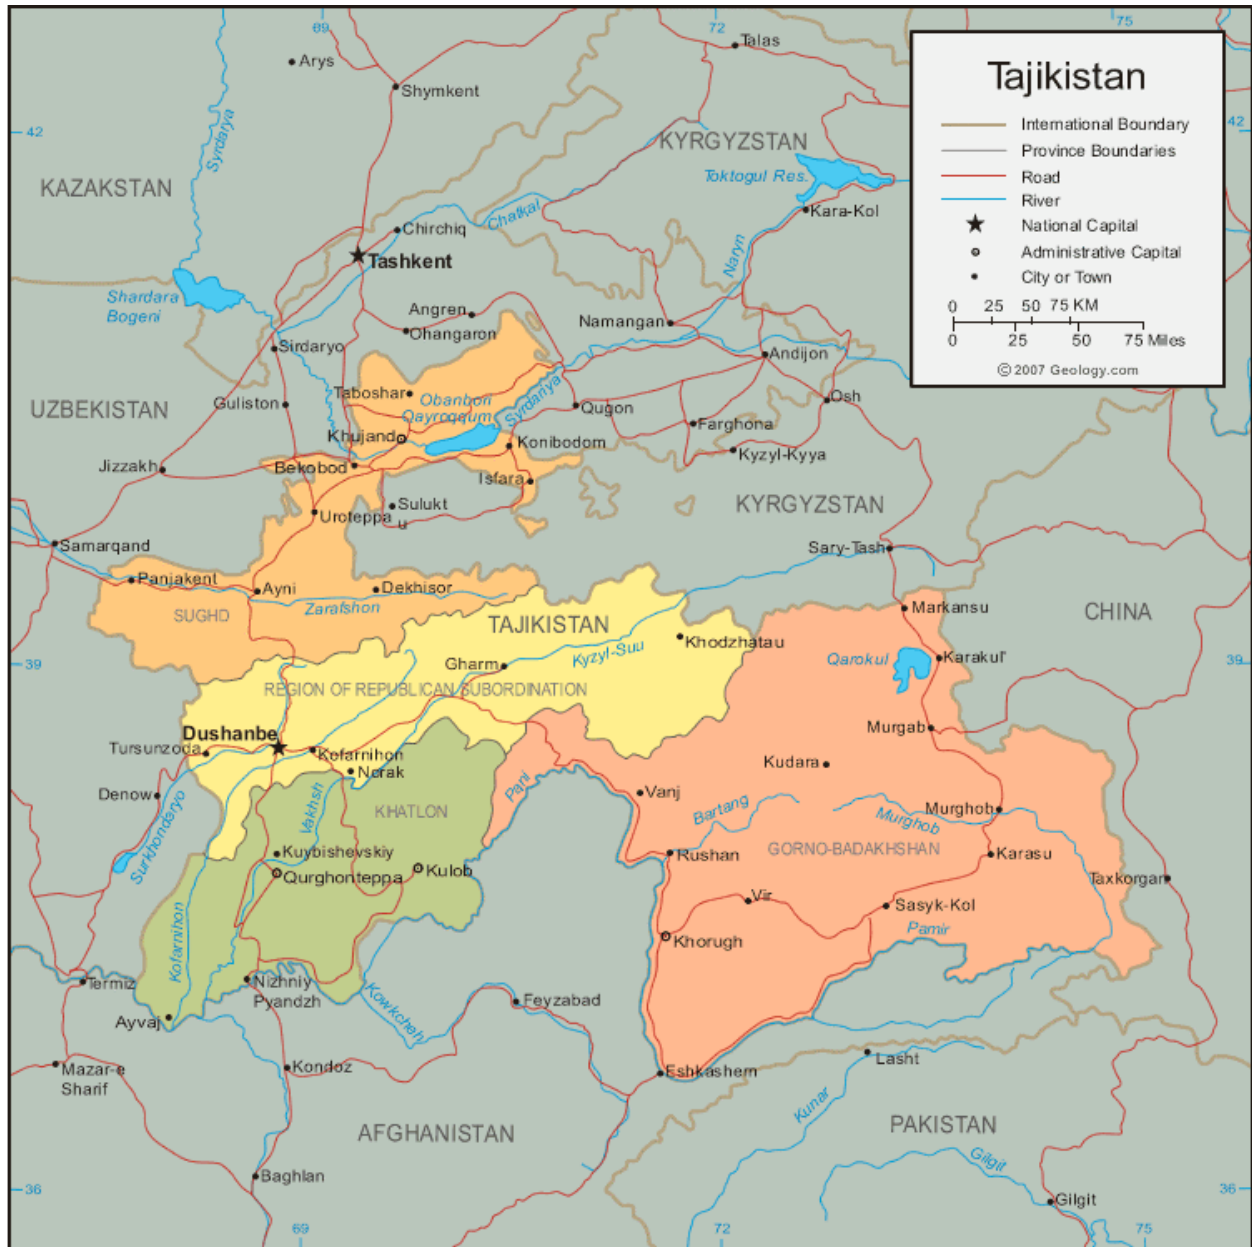 69
72
75
Talas
Arys
Shymkent
Tajikistan
International Boundary
Province Boundaries
Road
River
National Capital
Administrative Capital
City or Town
0 25 50 75 KM
0 25 50 75 Miles
© 2007 Geology.com
42
42
Syrdarya
KYRGYZSTAN
KAZAKSTAN
Toktogul Res.
Kara-Kol
Chatkal
Chirchiq
Naryn
Tashkent
Shardara
Bogeni
Angren
Ohangaron
Namangan
Sirdaryo
Andijon
Taboshar
Obanbori
Qayroqqum
Syrdariya
UZBEKISTAN
Guliston
Qugon
Osh
Farghona
Khujand
Konibodom
Kyzyl-Kyya
Jizzakh
Bekobod
Isfara
Sulukt
u
Uroteppa
KYRGYZSTAN
Samarqand
Sary-Tash
Panjakent
Ayni
Dekhisor
Zarafshon
SUGHD
Markansu
CHINA
TAJIKISTAN
Khodzhatau
Kyzyl-Suu
Gharm
Qarokul
Karakul'
39
39
REGION OF REPUBLICAN SUBORDINATION
Murgab
Dushanbe
Tursunzoda
Kofarnihon
Norak
Kudara
Denow
Surkhondaryo
Vakhsh
KHATLON
Panj
Vanj
Bartang
Murghob
Murghob
Kuybishevskiy
Rushan
GORNO-BADAKHSHAN
Karasu
Qurghonteppa
Kulob
Taxkorgan
Vir
Sasyk-Kol
Kofarnihon
Khorugh
Pamir
Termiz
Nizhniy
Pyandzh
Kowkcheh
Feyzabad
Ayvaj
Mazar-e
Sharif
Kondoz
Eshkashem
Lasht
Kunar
AFGHANISTAN
PAKISTAN
Gilgit
Baghlan
36
36
Gilgit
69
72
75